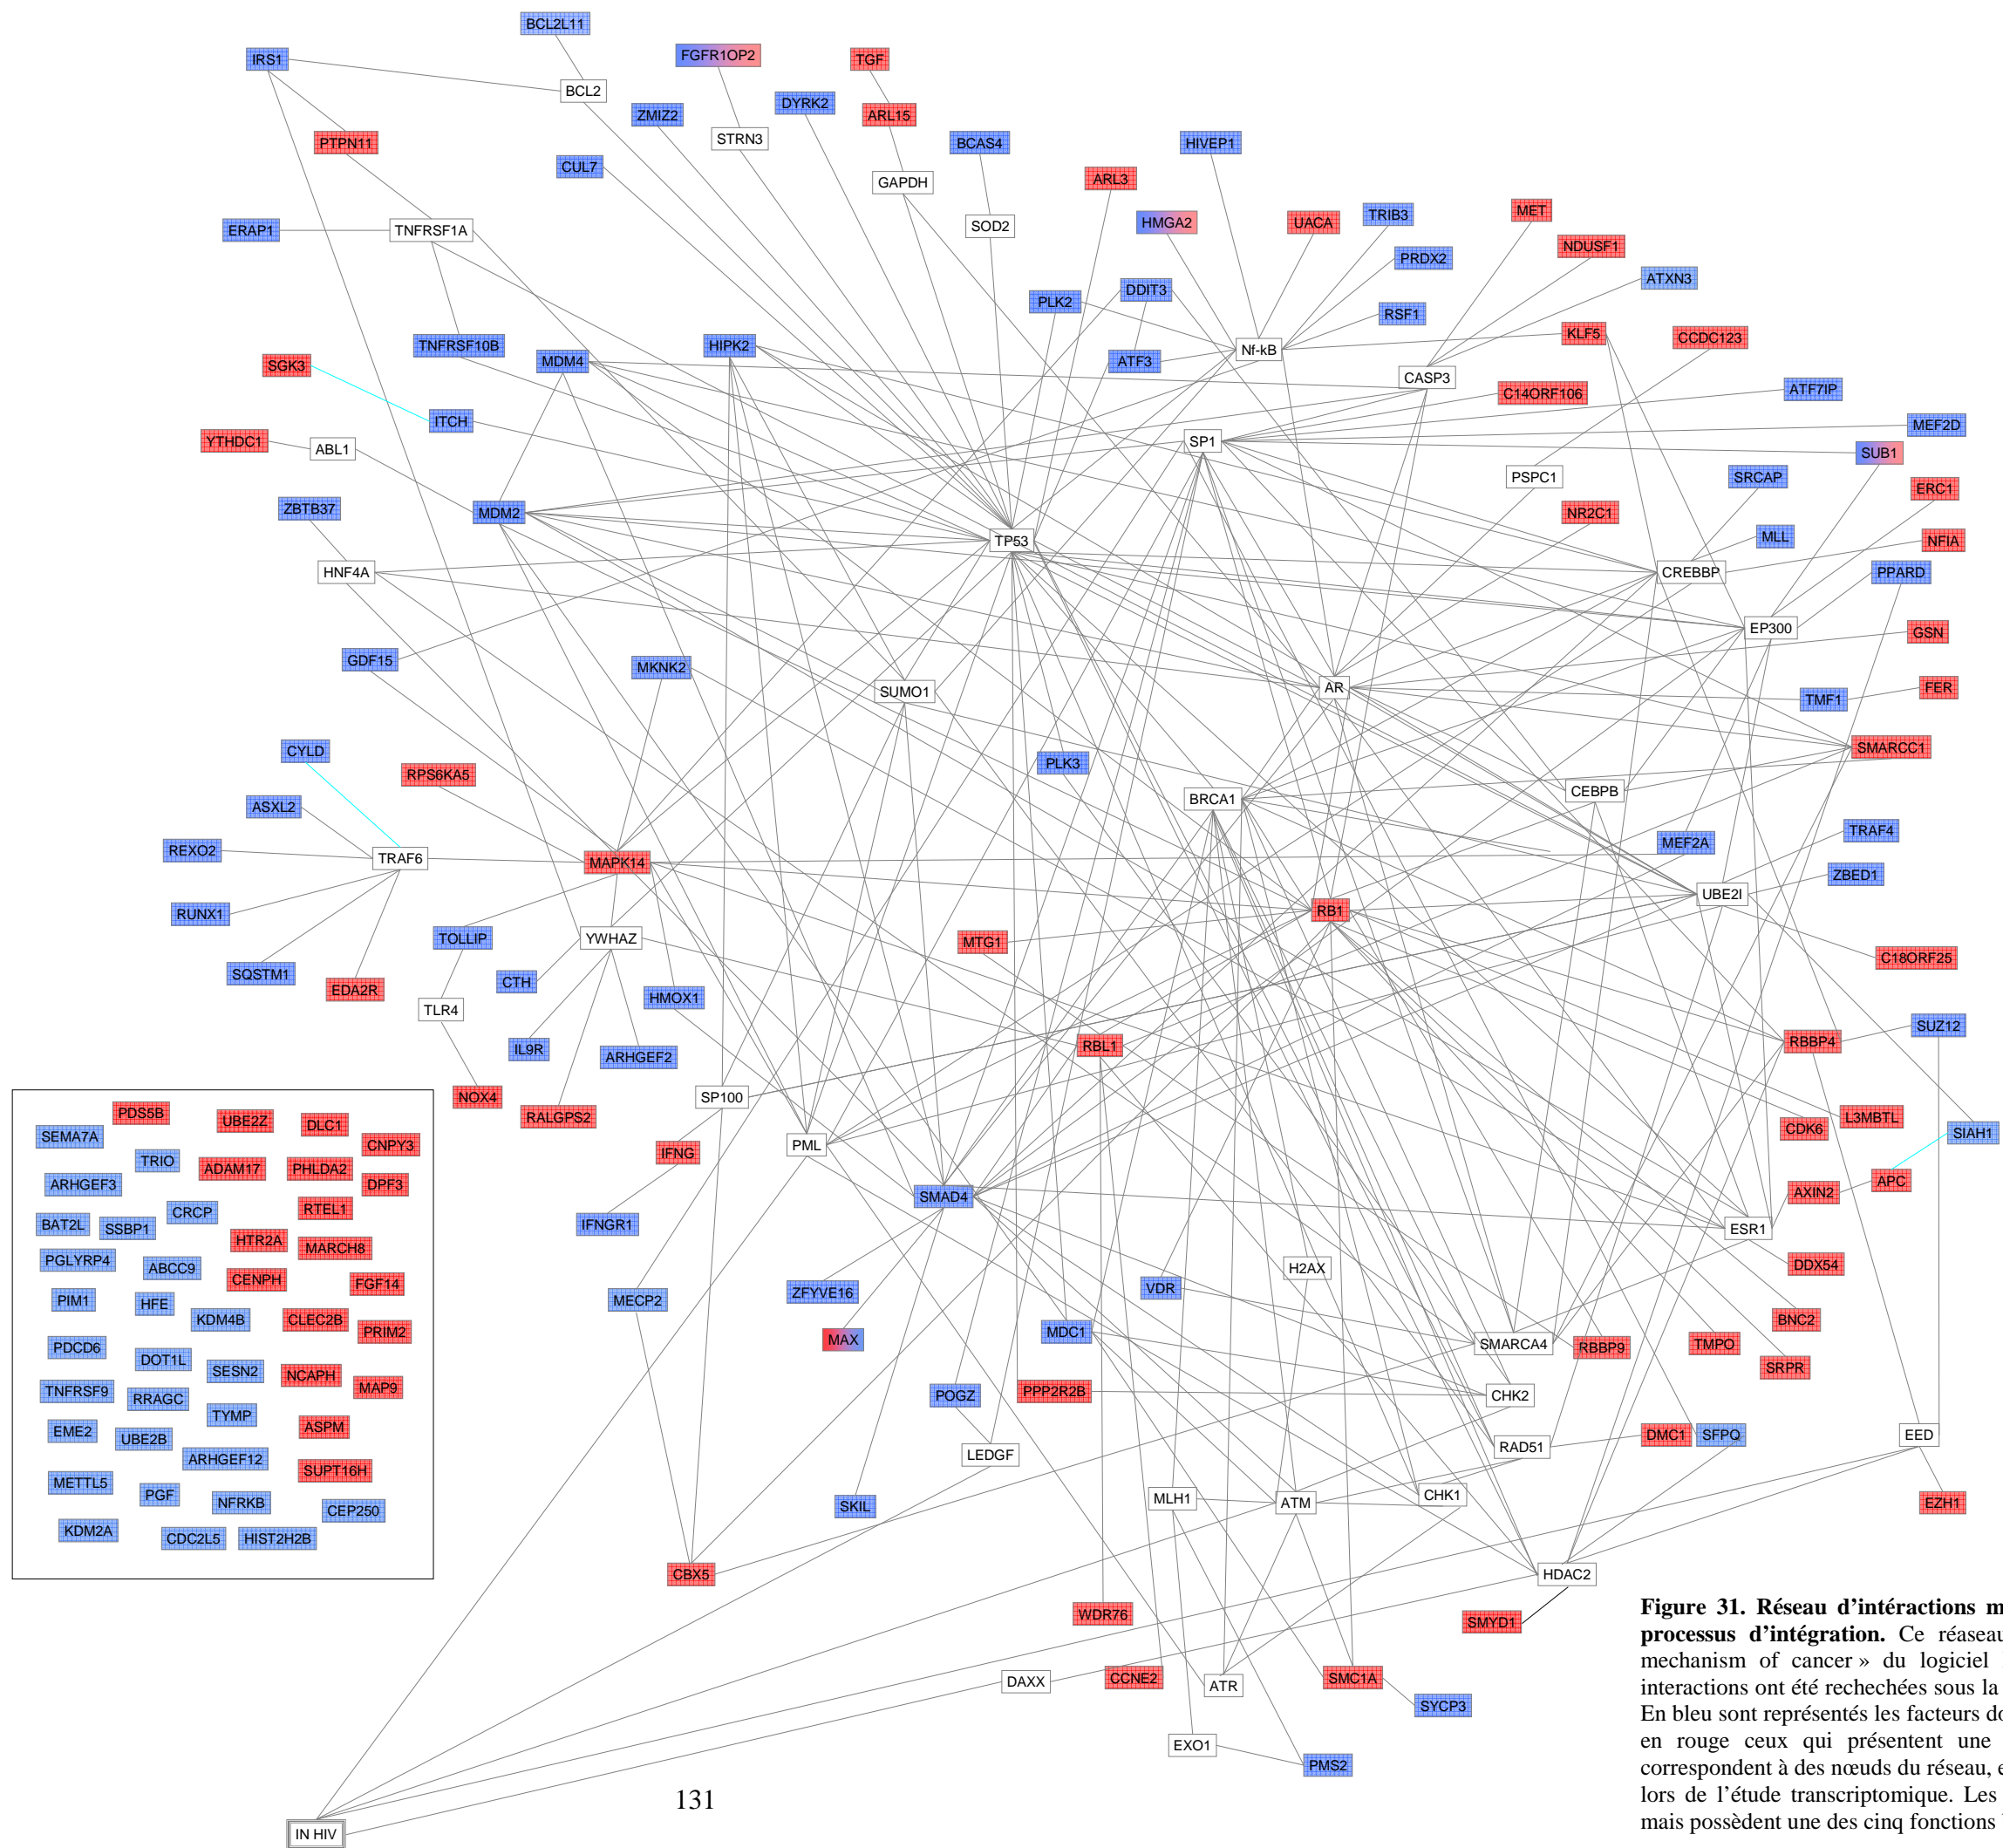 BCL2L11
IRS1
FGFR1OP2
TGF
BCL2
DYRK2
ZMIZ2
ARL15
STRN3
PTPN11
BCAS4
HIVEP1
CUL7
GAPDH
ARL3
MET
TRIB3
HMGA2
UACA
SOD2
ERAP1
TNFRSF1A
NDUSF1
PRDX2
ATXN3
DDIT3
PLK2
RSF1
KLF5
CCDC123
TNFRSF10B
HIPK2
Nf-kB
MDM4
ATF3
SGK3
CASP3
C14ORF106
ATF7IP
ITCH
MEF2D
YTHDC1
ABL1
SP1
SUB1
PSPC1
SRCAP
ERC1
ZBTB37
MDM2
NR2C1
MLL
NFIA
TP53
HNF4A
CREBBP
PPARD
EP300
GSN
GDF15
MKNK2
SUMO1
AR
FER
TMF1
CYLD
PLK3
SMARCC1
RPS6KA5
ASXL2
BRCA1
CEBPB
TRAF4
MEF2A
REXO2
TRAF6
MAPK14
ZBED1
UBE2I
RUNX1
RB1
TOLLIP
YWHAZ
MTG1
C18ORF25
SQSTM1
EDA2R
CTH
HMOX1
TLR4
SUZ12
IL9R
ARHGEF2
RBL1
RBBP4
NOX4
SP100
RALGPS2
L3MBTL
CDK6
SIAH1
PML
IFNG
APC
SMAD4
AXIN2
IFNGR1
ESR1
H2AX
DDX54
ZFYVE16
VDR
MECP2
BNC2
MAX
MDC1
SMARCA4
RBBP9
TMPO
SRPR
POGZ
PPP2R2B
CHK2
DMC1
SFPQ
EED
LEDGF
RAD51
SKIL
MLH1
ATM
CHK1
EZH1
CBX5
HDAC2
WDR76
SMYD1
DAXX
CCNE2
ATR
SMC1A
SYCP3
EXO1
PMS2
IN HIV
PDS5B
UBE2Z
DLC1
SEMA7A
CNPY3
TRIO
ADAM17
PHLDA2
ARHGEF3
DPF3
CRCP
RTEL1
BAT2L
SSBP1
HTR2A
MARCH8
PGLYRP4
ABCC9
CENPH
FGF14
PIM1
HFE
KDM4B
CLEC2B
PRIM2
PDCD6
DOT1L
SESN2
NCAPH
MAP9
TNFRSF9
RRAGC
TYMP
ASPM
EME2
UBE2B
ARHGEF12
SUPT16H
METTL5
PGF
NFRKB
CEP250
KDM2A
CDC2L5
HIST2H2B
Figure 31. Réseau d'intéractions m
processus d'intégration. Ce réaseau
mechanism of cancer » du logiciel
interactions ont été rechechées sous la
En bleu sont représentés les facteurs do
en rouge ceux qui présentent une
correspondent à des nœuds du réseau, e
lors de l'étude transcriptomique. Les
mais possèdent une des cinq fonctions
131